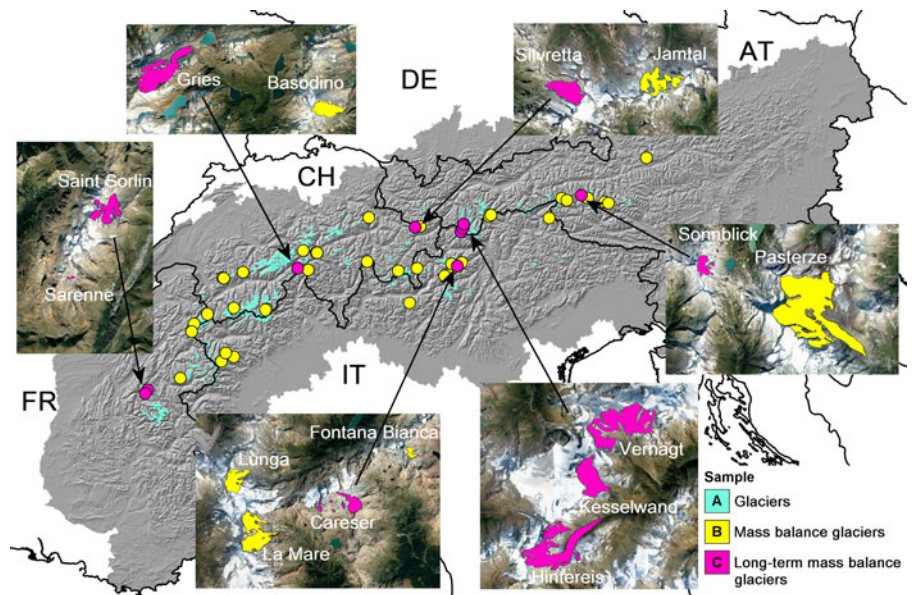 Gries
Basodino
DE
Silvretta
Jamtal
AT
CH
Saint Sorlin
Sarenne
Sonnblick
Pasterze
FR
IT
Lunga
Fontana Bianca
Careser
La Mare
Vernagt
Kesselwand
Hintereis
Sample
A Glaciers
B Mass balance glaciers
C Long-term mass balance
glaciers